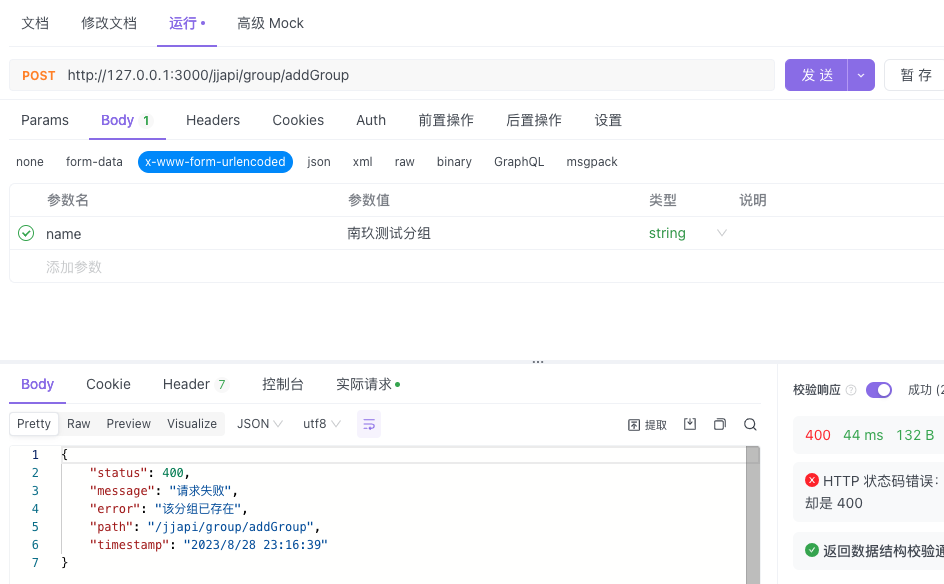 文档 修改文档 运行 高级 Mock
POST http://127.0.0.1:3000/jjapi/group/addGroup 发 送 暂 存
Params Body 1 Headers Cookies Auth 前置操作 后置操作 设置
none form-data x-www-form-urlencoded json xml raw binary GraphQL msgpack
参数名 参数值 类型 说明
name 南玖测试分组 string
添加参数
Body Cookie Header 7 控制台 实际请求
校验响应 成功 (2
Pretty Raw Preview Visualize JSON utf8 提取
400 44 ms 132 B
1 {
2 "status": 400,
3 "message": "请求失败",
4 "error": "该分组已存在",
5 "path": "/jjapi/group/addGroup",
6 "timestamp": "2023/8/28 23:16:39"
7 }
HTTP 状态码错误:
却是 400
返回数据结构校验通